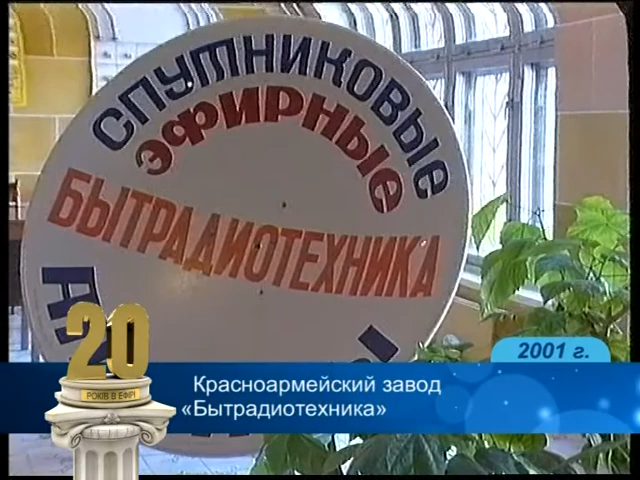 СПУТНИКОВЫЕ
ЭФИРНЫЕ
БЫТРАДИОТЕХНИКА
2001 г.
20
РОКІВ В ЕФІРІ
Красноармейский завод
«Бытрадиотехника»